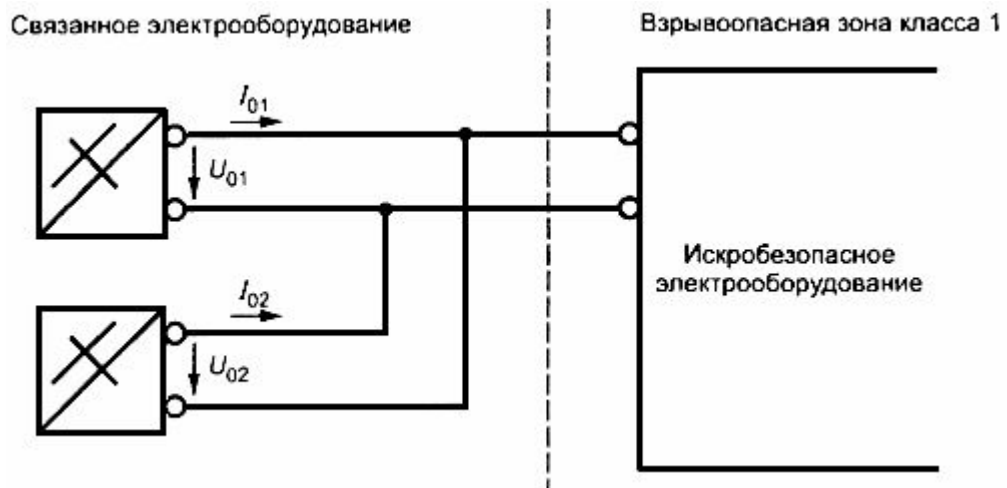 Связанное электрооборудование
Взрывоопасная зона класса 1
I01
U01
Искробезопасное
электрооборудование
I02
U02